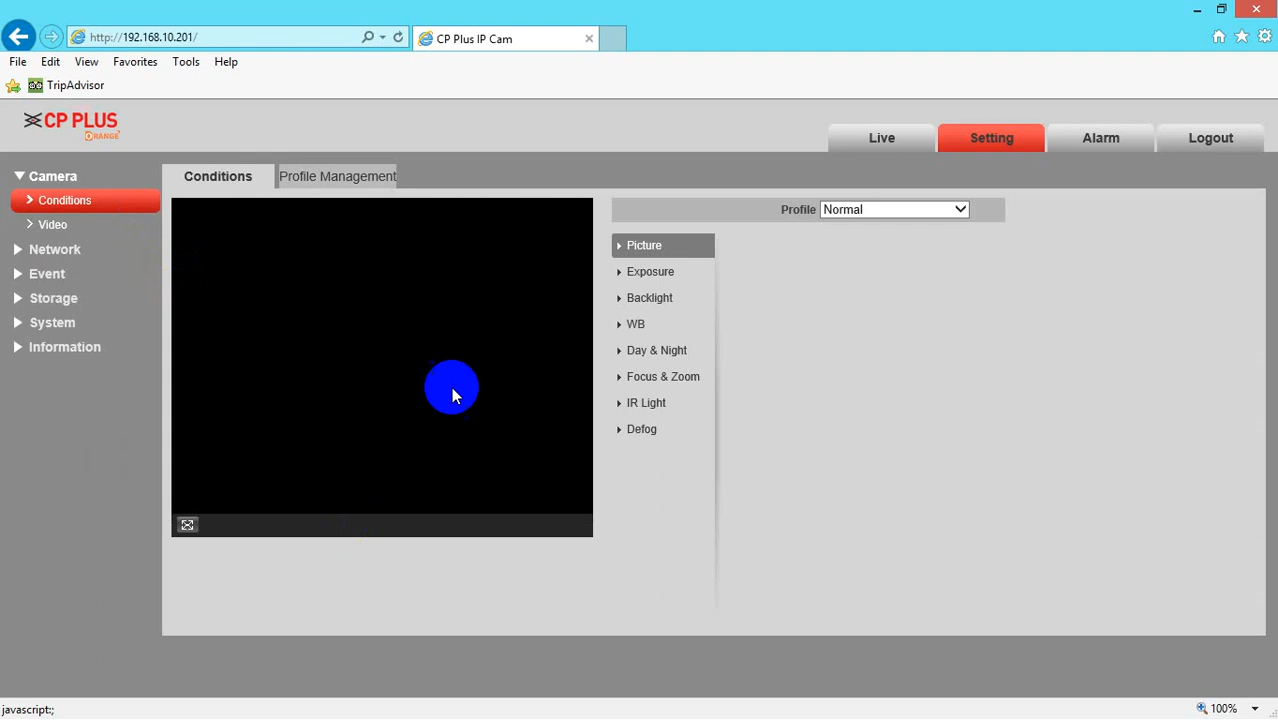 http://192.168.10.201/
CP Plus IP Cam
File Edit View Favorites Tools Help
TripAdvisor
CP PLUS
ORANGE
Live Setting Alarm Logout
Camera
Conditions
Video
Network
Event
Storage
System
Information
Conditions Profile Management
Profile Normal
Picture
Exposure
Backlight
WB
Day & Night
Focus & Zoom
IR Light
Defog
javascript:;
100%